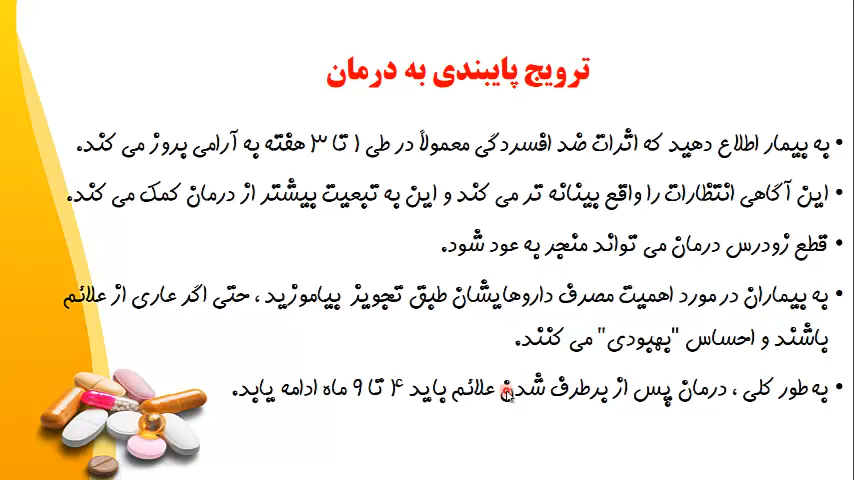 ترویج پایبندی به درمان
• به بیمار اطلاع دهید که اثرات ضد افسردگی معمولاً در طی ۱ تا ۳ هفته به آرامی بروز می کند.
• این آگاهی انتظارات را واقع بینانه تر می کند و این به تبعیت بیشتر از درمان کمک می کند.
• قطع زودرس درمان می تواند منجر به عود شود.
• به بیماران در مورد اهمیت مصرف داروهایشان طبق تجویز بیاموزید ، حتی اگر عاری از علائم
باشند و احساس "بهبودی" می کنند.
• به طور کلی ، درمان پس از برطرف شدن علائم باید ۴ تا ۹ ماه ادامه یابد.